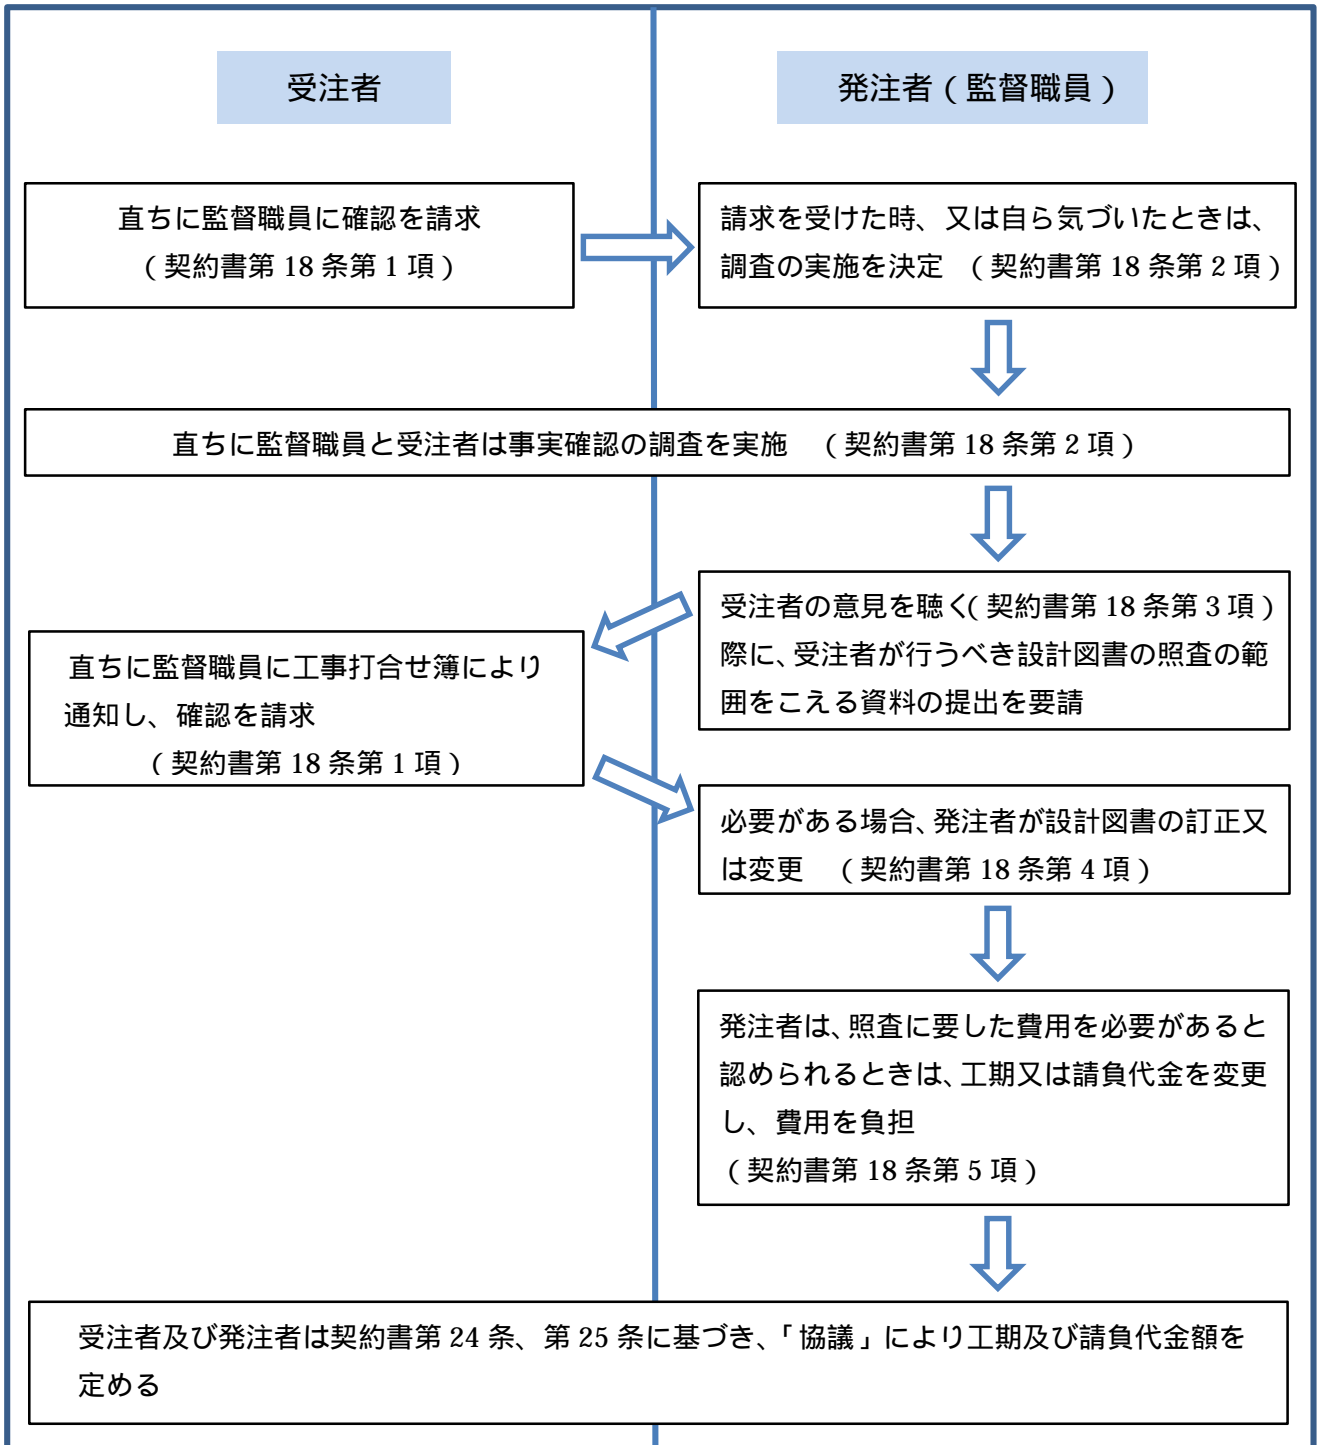 受注者
発注者(監督職員)
直ちに監督職員に確認を請求
(契約書第 18 条第 1 項)
請求を受けた時、又は自ら気づいたときは、
調査の実施を決定 (契約書第 18 条第 2 項)
直ちに監督職員と受注者は事実確認の調査を実施 (契約書第 18 条第 2 項)
受注者の意見を聴く(契約書第 18 条第 3 項)
際に、受注者が行うべき設計図書の照査の範
囲をこえる資料の提出を要請
直ちに監督職員に工事打合せ簿により
通知し、確認を請求
(契約書第 18 条第 1 項)
必要がある場合、発注者が設計図書の訂正又
は変更 (契約書第 18 条第 4 項)
発注者は、照査に要した費用を必要があると
認められるときは、工期又は請負代金を変更
し、費用を負担
(契約書第 18 条第 5 項)
受注者及び発注者は契約書第 24 条、第 25 条に基づき、「協議」により工期及び請負代金額を
定める